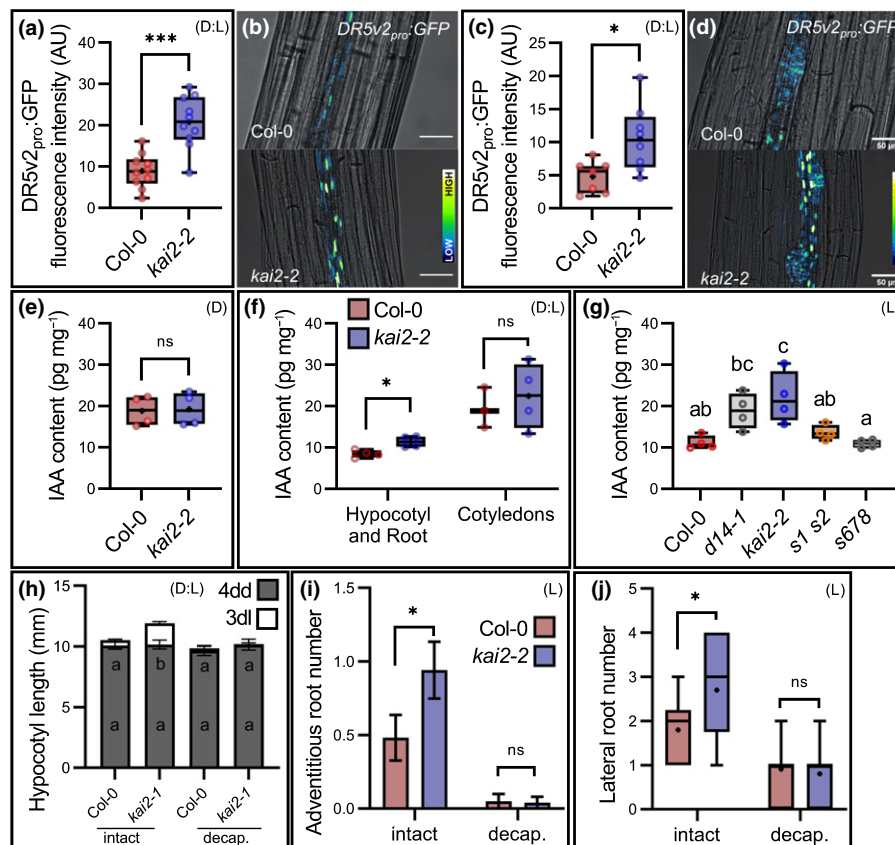 (a)
(D:L)
***
DR5v2pro:GFP
fluorescence intensity (AU)
40
30
20
10
0
Col-0
kai2-2
(b)
DR5v2pro:GFP
Col-0
kai2-2
HIGH
LOW
(c)
(D:L)
*
DR5v2pro:GFP
fluorescence intensity (AU)
25
20
15
10
5
0
Col-0
kai2-2
(d)
DR5v2pro:GFP
Col-0
50 µm
kai2-2
50 µm
(e)
(D)
ns
IAA content (pg mg⁻¹)
40
30
20
10
0
Col-0
kai2-2
(f)
Col-0
kai2-2
(D:L)
ns
*
IAA content (pg mg⁻¹)
40
30
20
10
0
Hypocotyl
and Root
Cotyledons
(g)
(L)
IAA content (pg mg⁻¹)
40
30
20
10
0
ab
bc
c
ab
a
Col-0
d14-1
kai2-2
s1 s2
s678
(h)
(D:L)
4dd
3dl
Hypocotyl length (mm)
15
10
5
0
a
b
a
a
a
a
a
a
Col-0
kai2-1
Col-0
kai2-1
intact
decap.
(i)
(L)
Col-0
kai2-2
*
ns
Adventitious root number
1.5
1.0
0.5
0.0
intact
decap.
(j)
(L)
*
ns
Lateral root number
5
4
3
2
1
0
intact
decap.